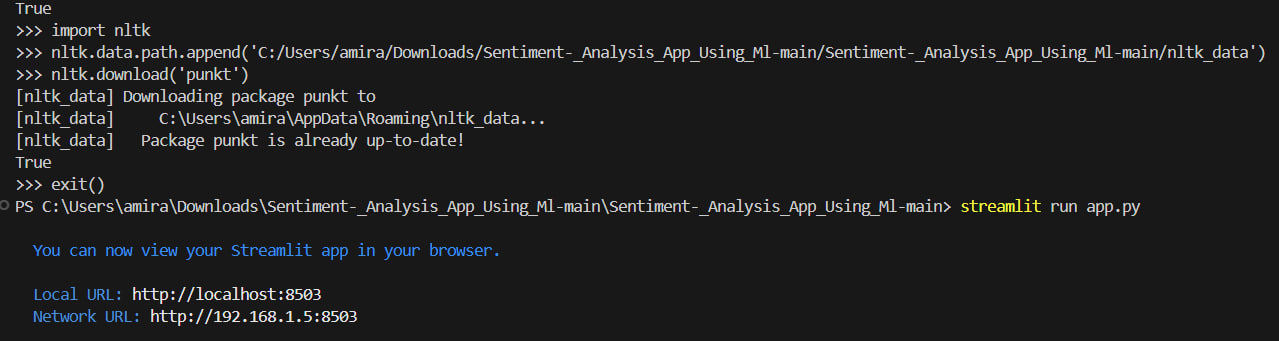 True
>>> import nltk
>>> nltk.data.path.append('C:/Users/amira/Downloads/Sentiment-_Analysis_App_Using_Ml-main/Sentiment-_Analysis_App_Using_Ml-main/nltk_data')
>>> nltk.download('punkt')
[nltk_data] Downloading package punkt to
[nltk_data]     C:\Users\amira\AppData\Roaming\nltk_data...
[nltk_data]   Package punkt is already up-to-date!
True
>>> exit()
PS C:\Users\amira\Downloads\Sentiment-_Analysis_App_Using_Ml-main\Sentiment-_Analysis_App_Using_Ml-main> streamlit run app.py
You can now view your Streamlit app in your browser.
Local URL: http://localhost:8503
Network URL: http://192.168.1.5:8503